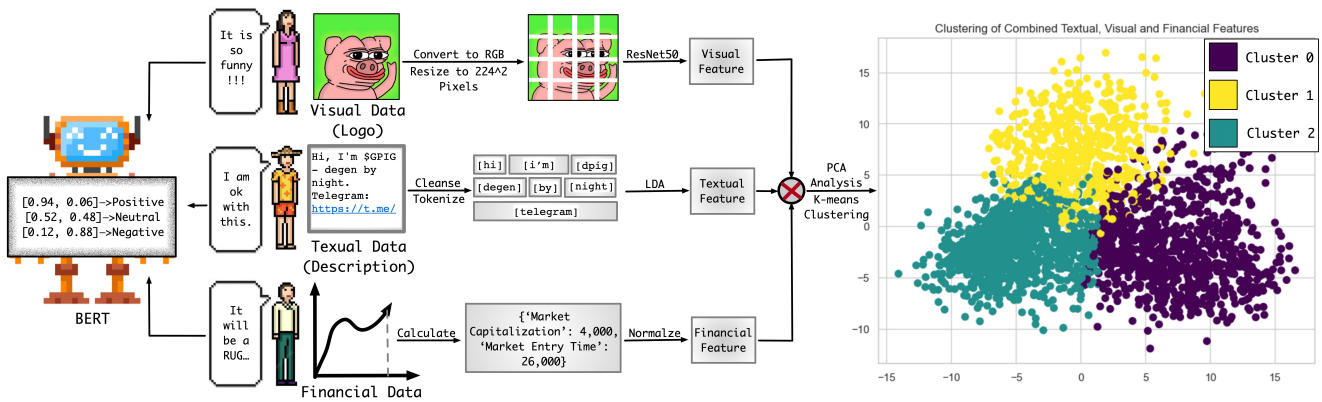 It is
so
funny
!!!
Visual Data
(Logo)
Convert to RGB
Resize to 224^2
Pixels
ResNet50
Visual
Feature
[0.94, 0.06]->Positive
[0.52, 0.48]->Neutral
[0.12, 0.88]->Negative
BERT
I am
ok
with
this.
Hi, I'm $GPIG
– degen by
night.
Telegram:
https://t.me/
Texual Data
(Description)
Cleanse
Tokenize
[hi]
[i’m]
[dpig]
[degen]
[by]
[night]
[telegram]
LDA
Textual
Feature
It
will
be a
RUG…
Financial Data
Calculate
{‘Market
Capitalization’: 4,000,
‘Market Entry Time’:
26,000}
Normalze
Financial
Feature
PCA
Analysis
K-means
Clustering
Clustering of Combined Textual, Visual and Financial Features
Cluster 0
Cluster 1
Cluster 2
15
10
5
0
−5
−10
−15
−10
−5
0
5
10
15